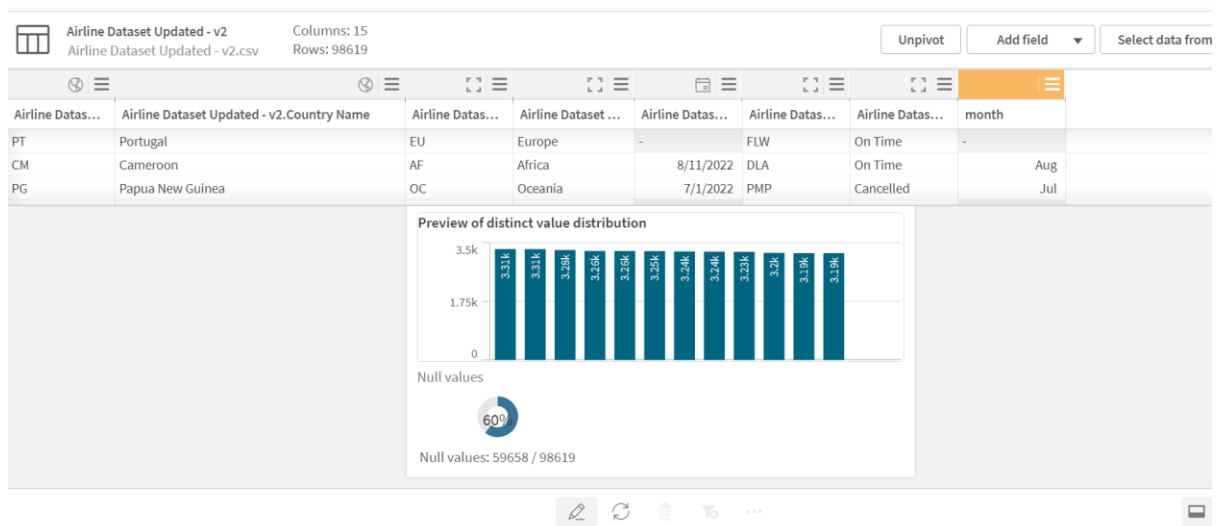 Airline Dataset Updated - v2
Airline Dataset Updated - v2.csv
Columns: 15
Rows: 98619
Unpivot
Add field
Select data from
Airline Datas... Airline Dataset Updated - v2.Country Name Airline Datas... Airline Dataset ... Airline Datas... Airline Datas... Airline Datas... month
PT Portugal EU Europe - FLW On Time -
CM Cameroon AF Africa 8/11/2022 DLA On Time Aug
PG Papua New Guinea OC Oceania 7/1/2022 PMP Cancelled Jul
Preview of distinct value distribution
3.5k
1.75k
0
3.31k 3.31k 3.28k 3.26k 3.26k 3.25k 3.24k 3.24k 3.23k 3.2k 3.19k 3.19k
Null values
60%
Null values: 59658 / 98619